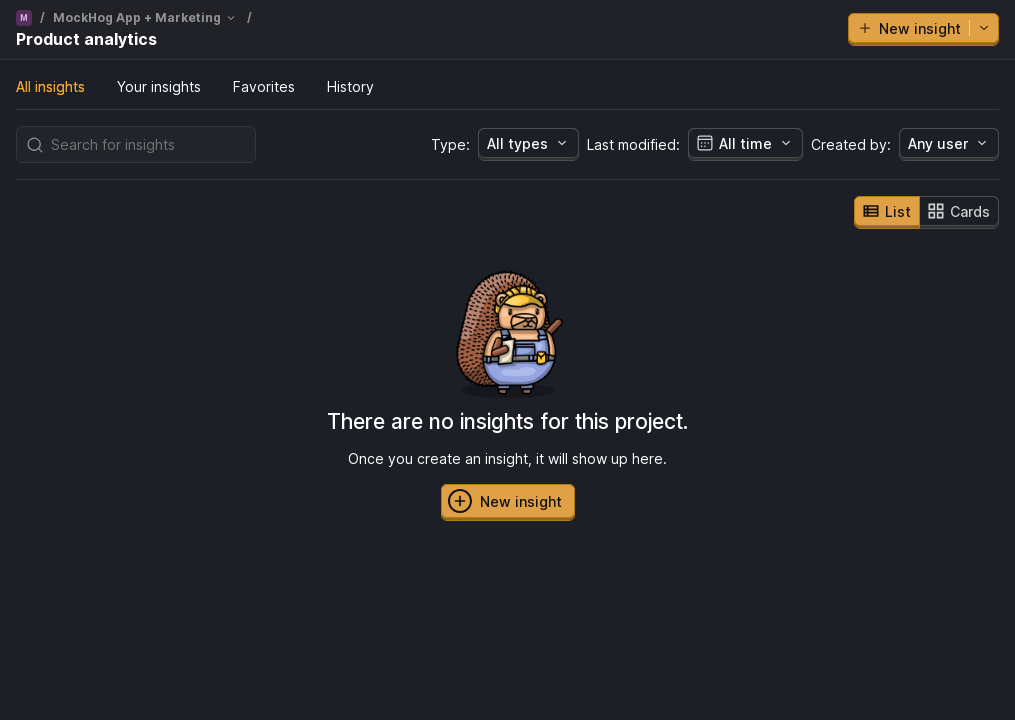 M / MockHog App + Marketing /
Product analytics
New insight
All insights Your insights Favorites History
Search for insights Type: All types Last modified: All time Created by: Any user
List Cards
There are no insights for this project.
Once you create an insight, it will show up here.
New insight